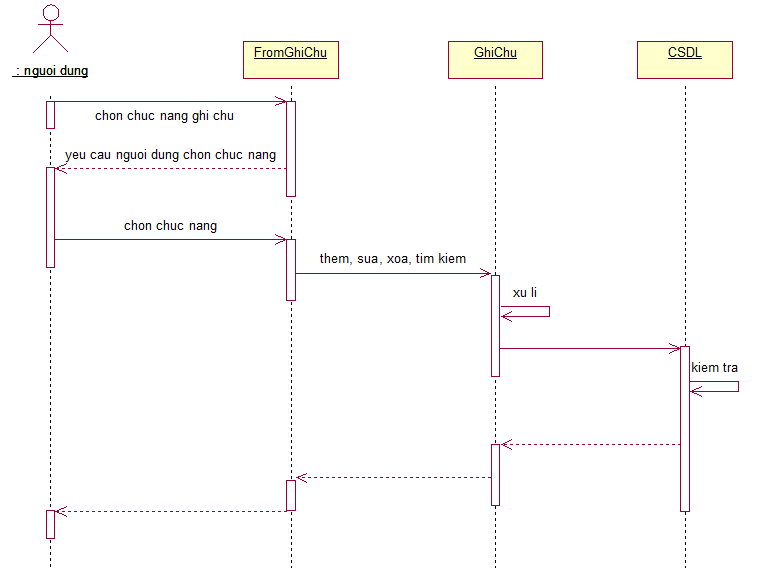 : nguoi dung
FromGhiChu
GhiChu
CSDL
chon chuc nang ghi chu
yeu cau nguoi dung chon chuc nang
chon chuc nang
them, sua, xoa, tim kiem
xu li
kiem tra